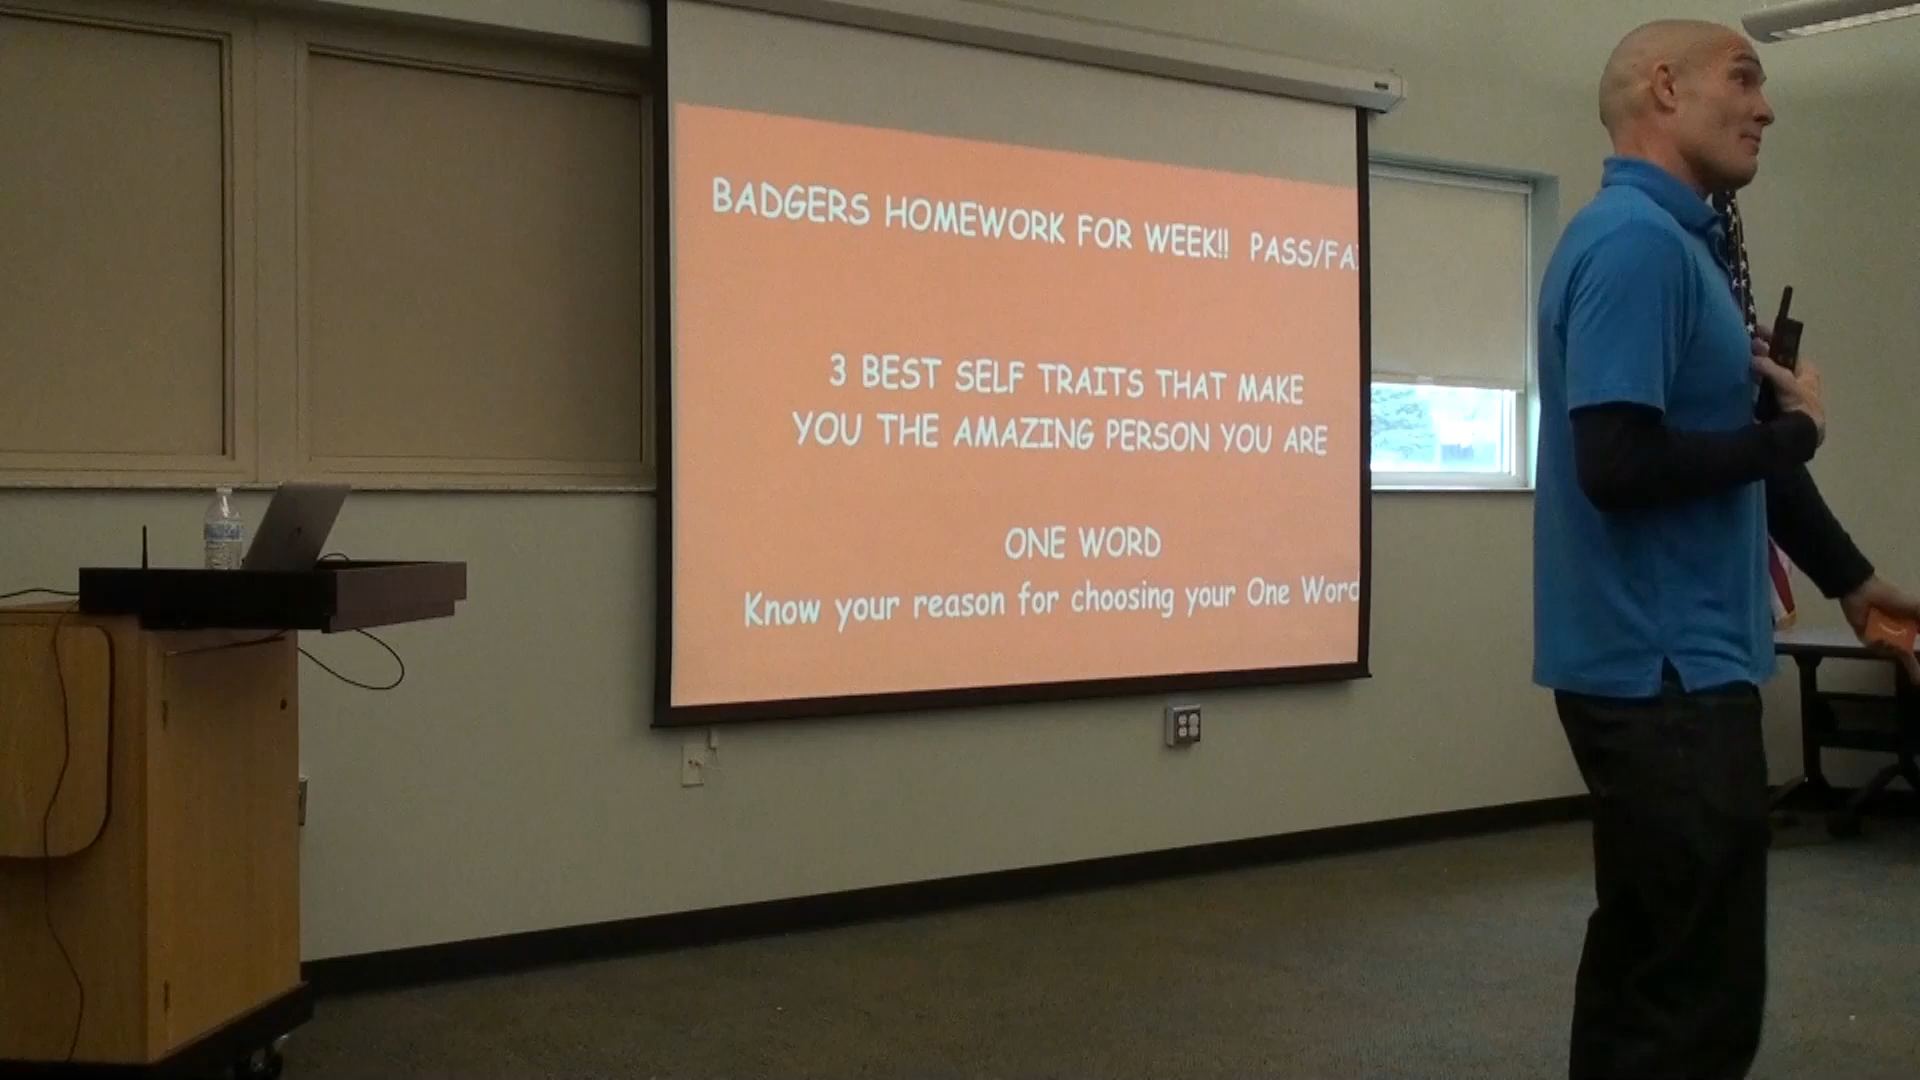 BADGERS HOMEWORK FOR WEEK!! PASS/FA
3 BEST SELF TRAITS THAT MAKE
YOU THE AMAZING PERSON YOU ARE
ONE WORD
Know your reason for choosing your One Word